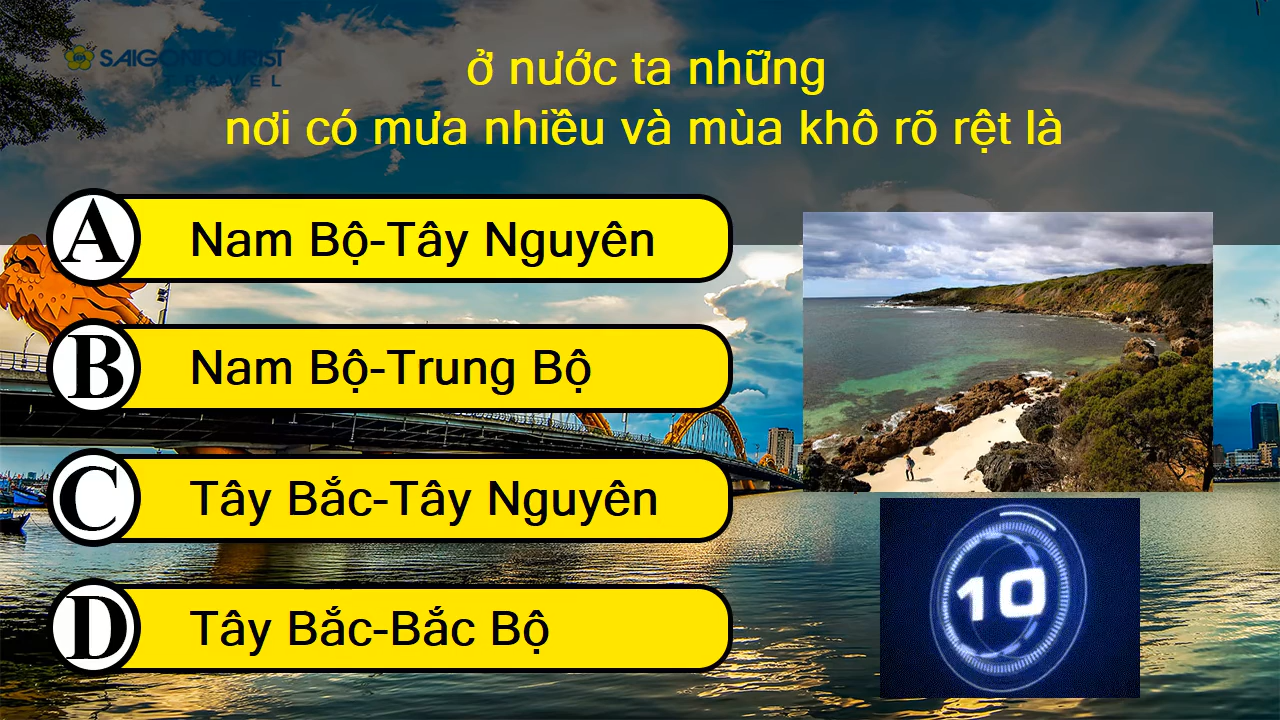 SAIGONTOURIST
TRAVEL
ở nước ta những
nơi có mưa nhiều và mùa khô rõ rệt là
A Nam Bộ-Tây Nguyên
B Nam Bộ-Trung Bộ
C Tây Bắc-Tây Nguyên
D Tây Bắc-Bắc Bộ
10